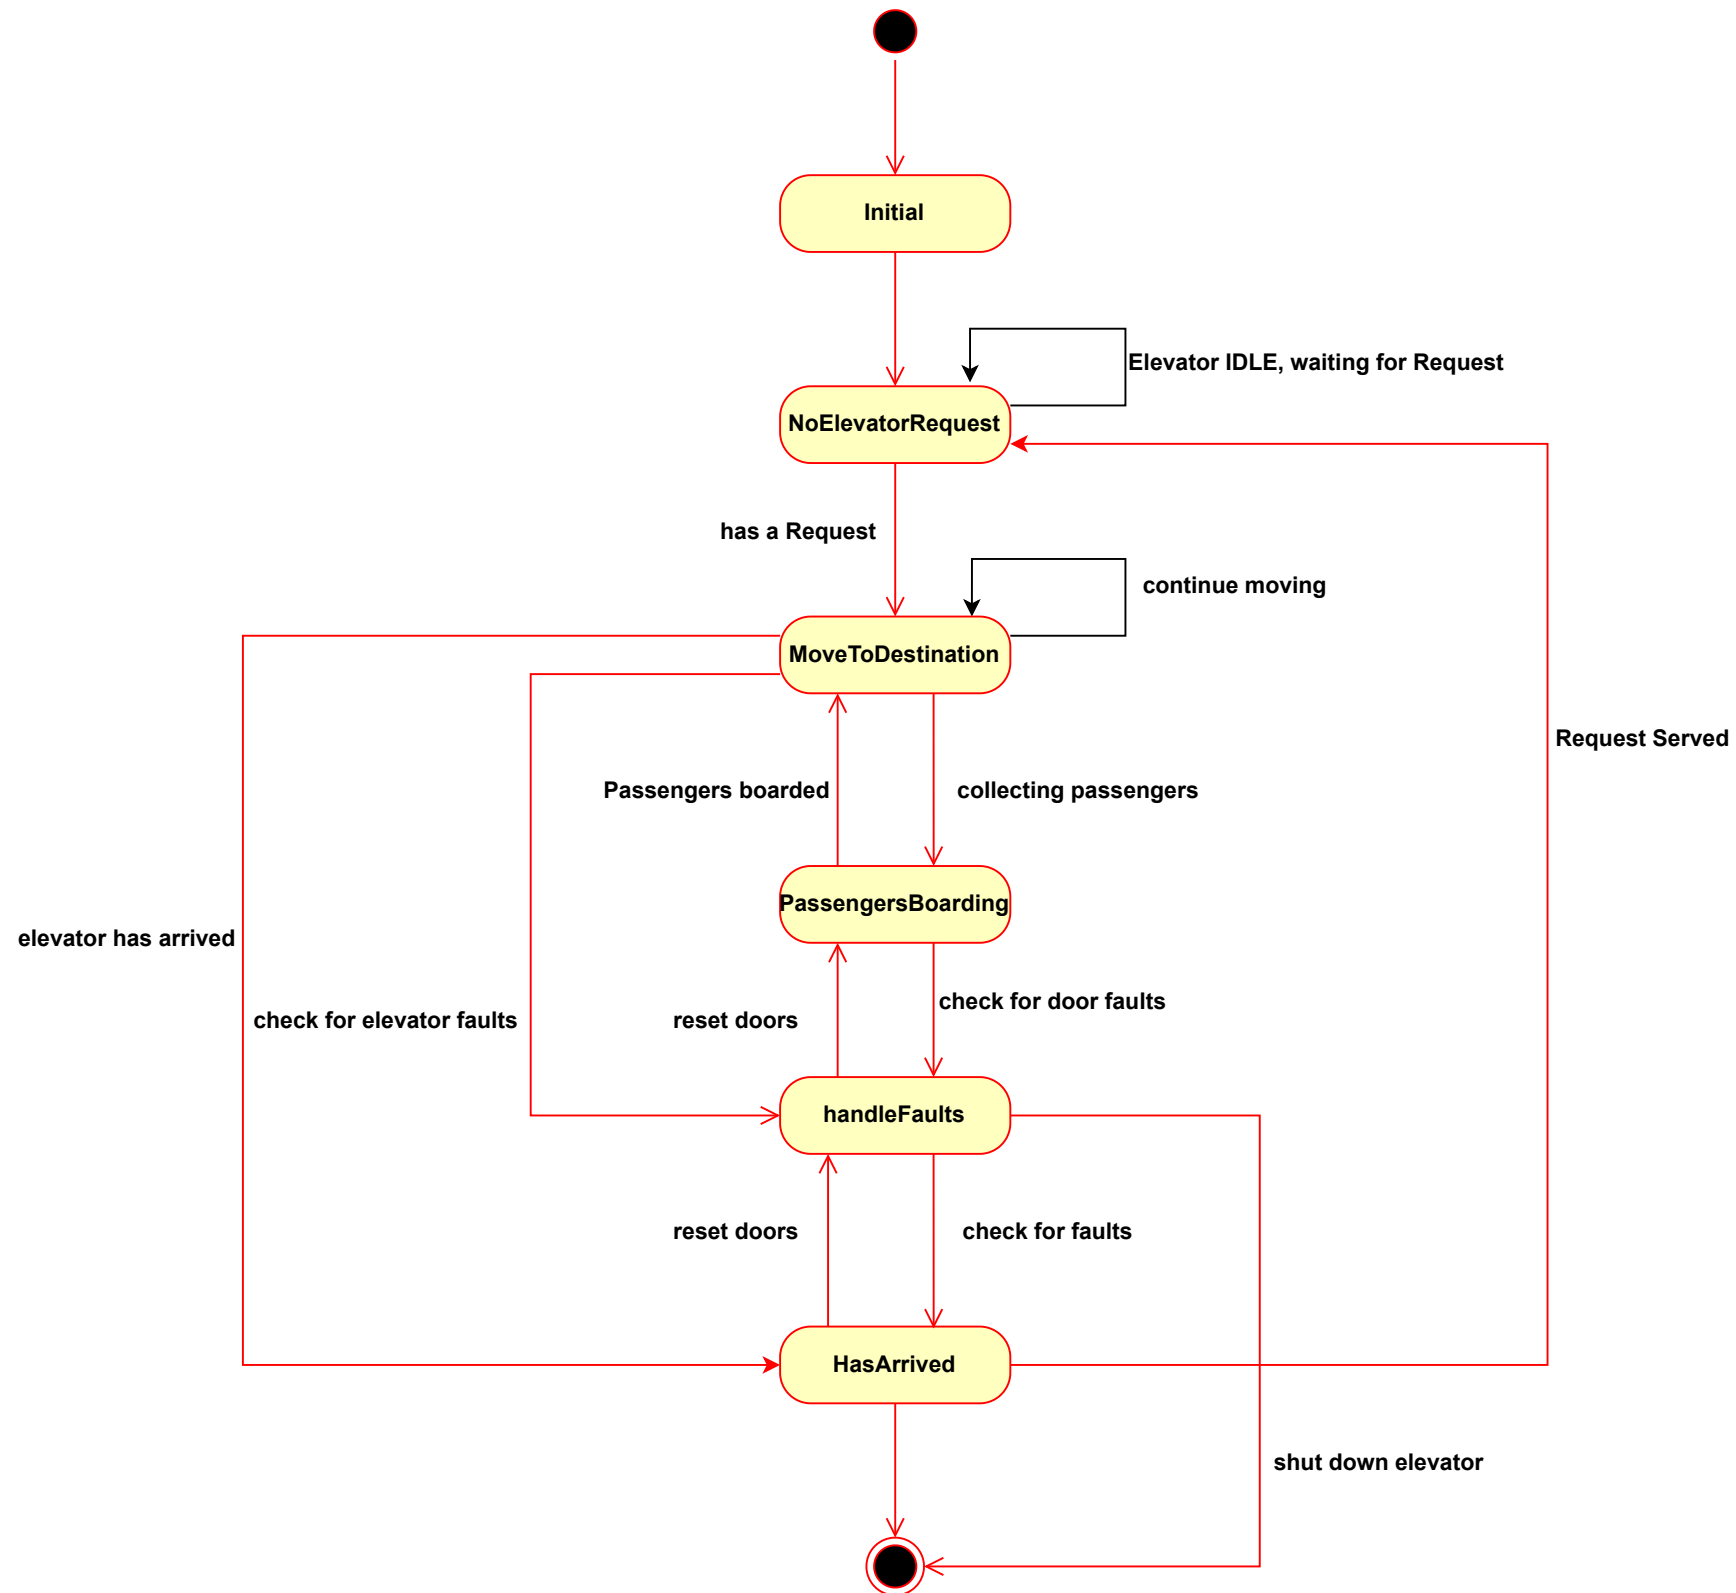 Initial
Elevator IDLE, waiting for Request
NoElevatorRequest
has a Request
continue moving
MoveToDestination
Request Served
Passengers boarded
collecting passengers
PassengersBoarding
elevator has arrived
check for elevator faults
reset doors
check for door faults
handleFaults
reset doors
check for faults
HasArrived
shut down elevator